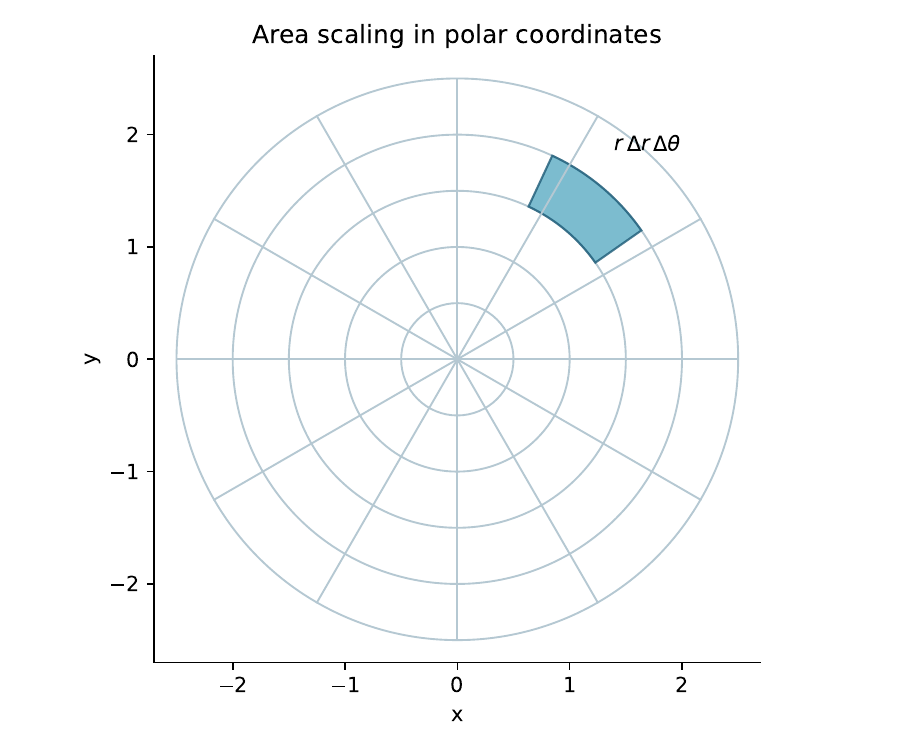 Area scaling in polar coordinates
r Δr Δθ
2
1
0
−1
−2
y
−2 −1 0 1 2
x